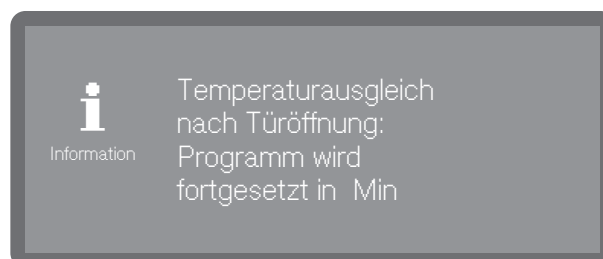 Temperaturausgleich
nach Türöffnung:
Programm wird
fortgesetzt in  Min
Information